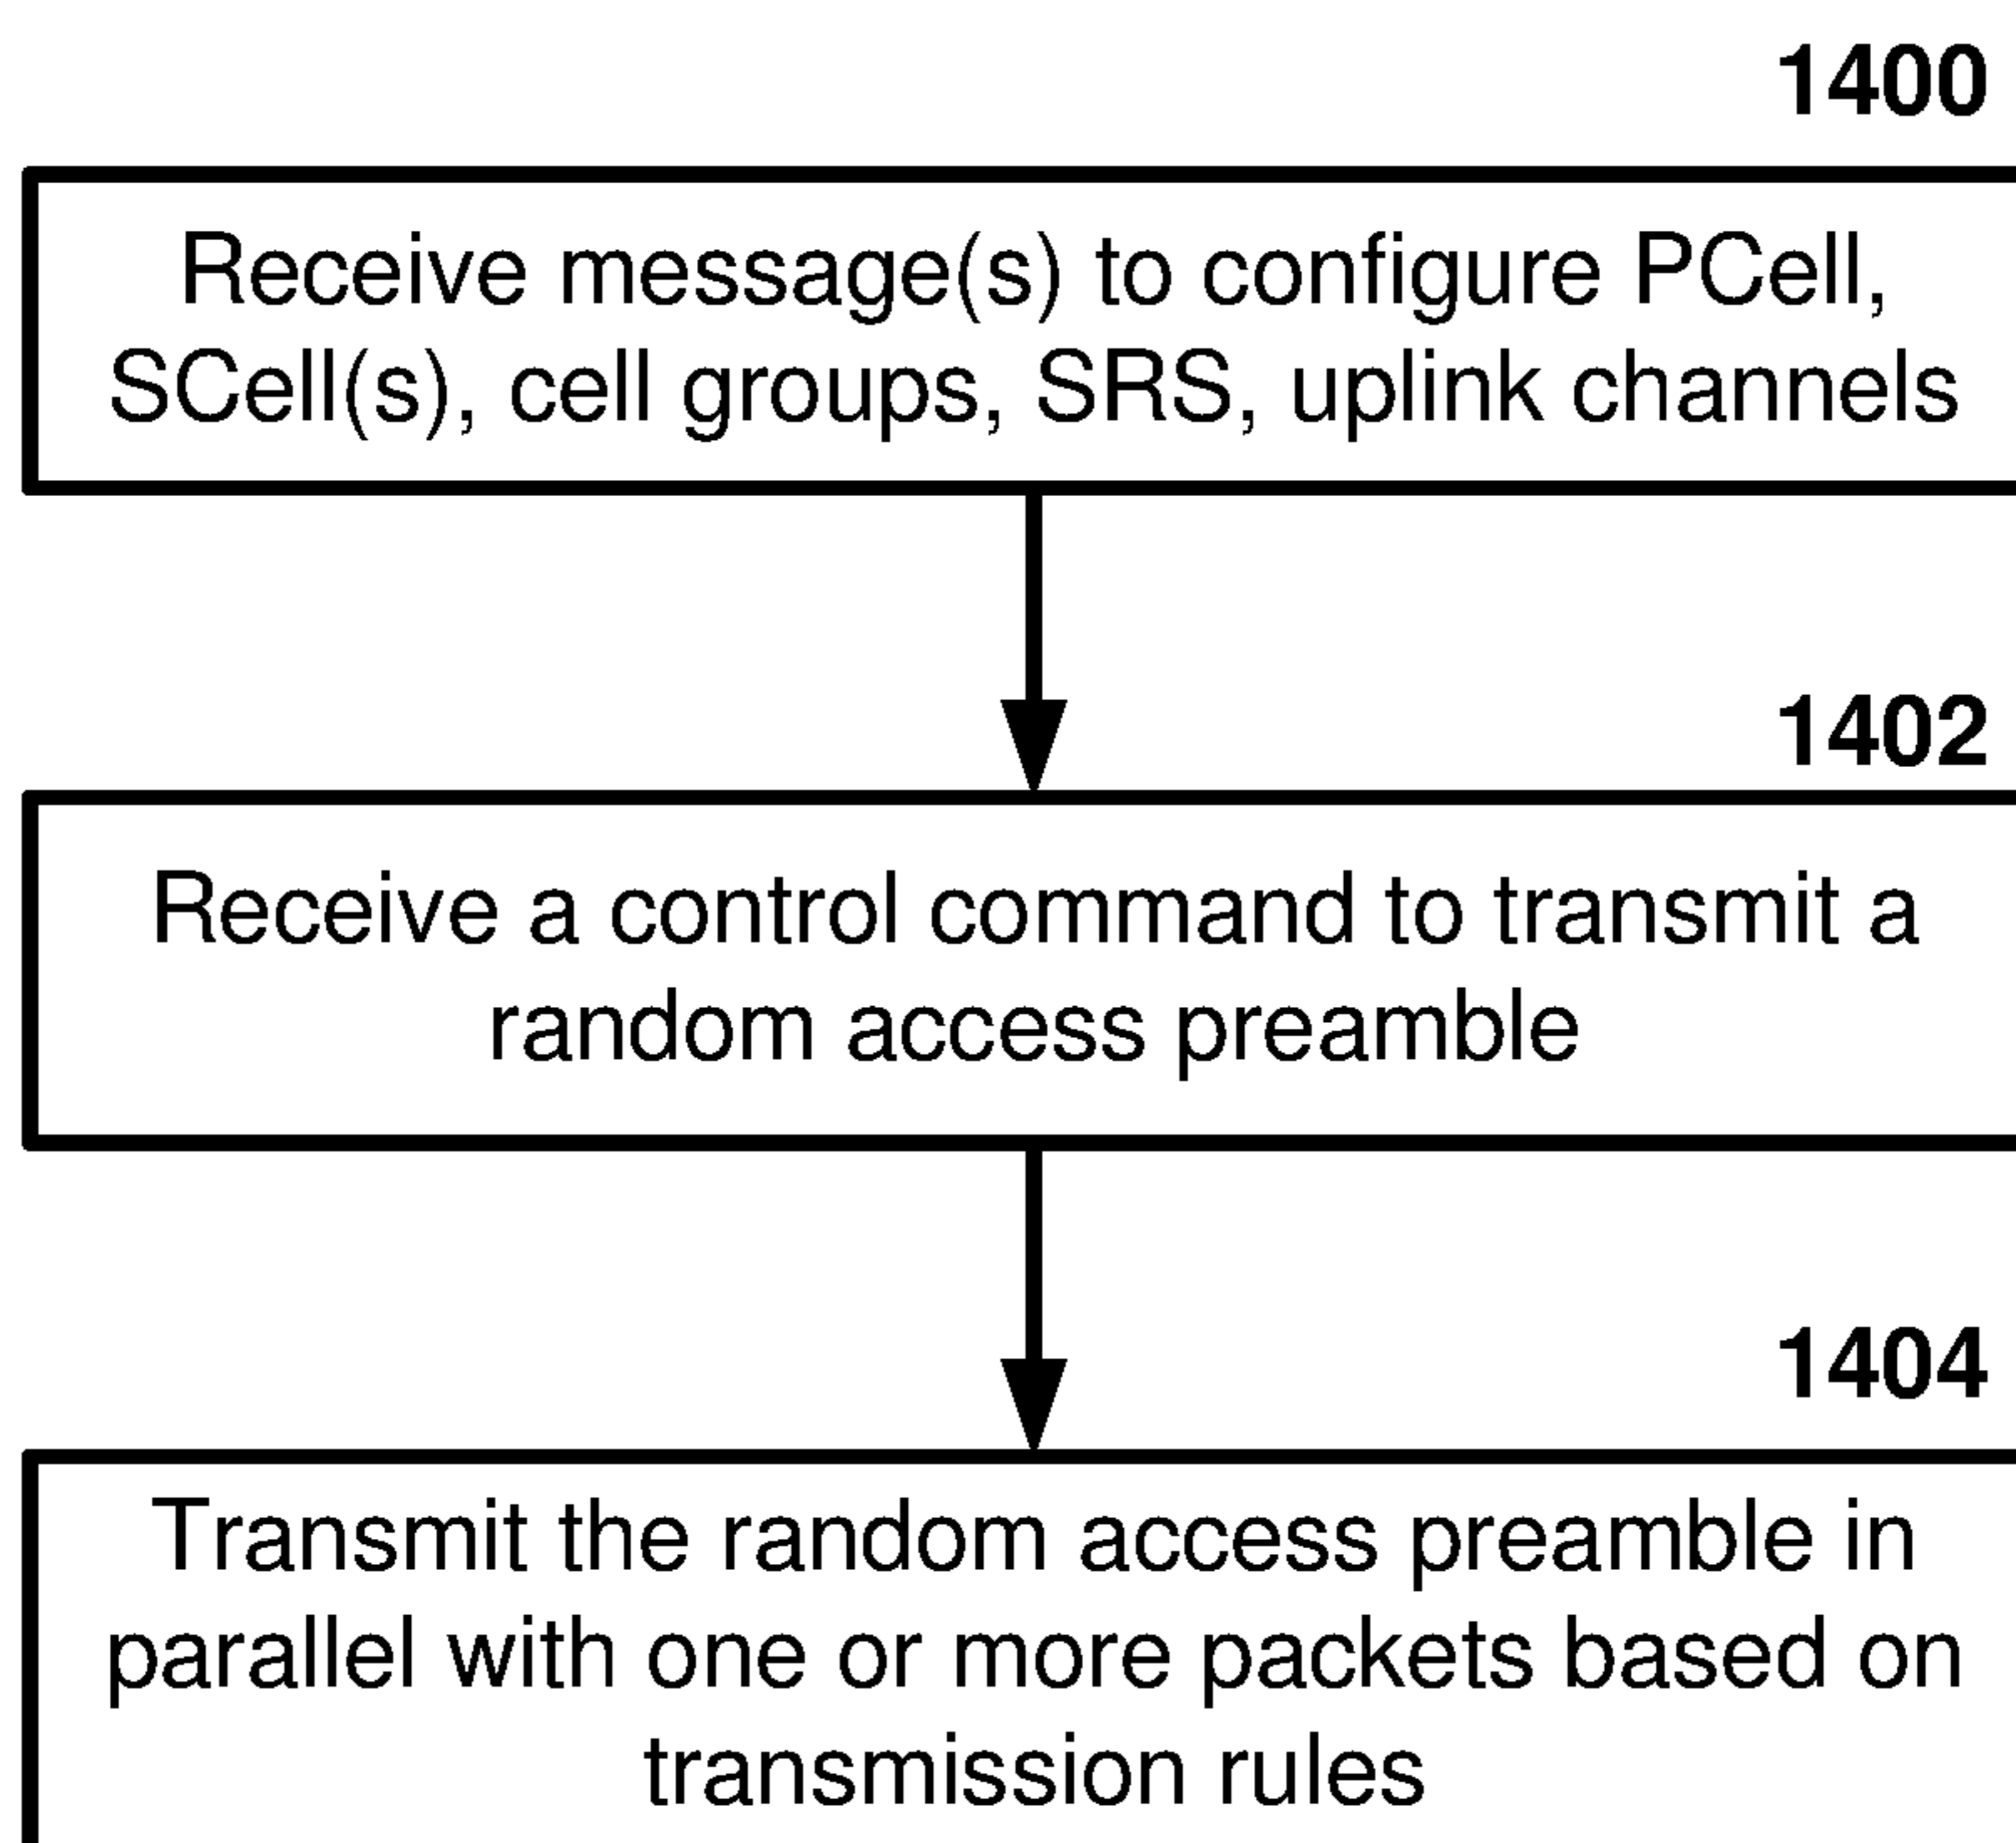 1400
Receive message(s) to configure PCell,
SCell(s), cell groups, SRS, uplink channels
1402
Receive a control command to transmit a
random access preamble
1404
Transmit the random access preamble in
parallel with one or more packets based on
transmission rules